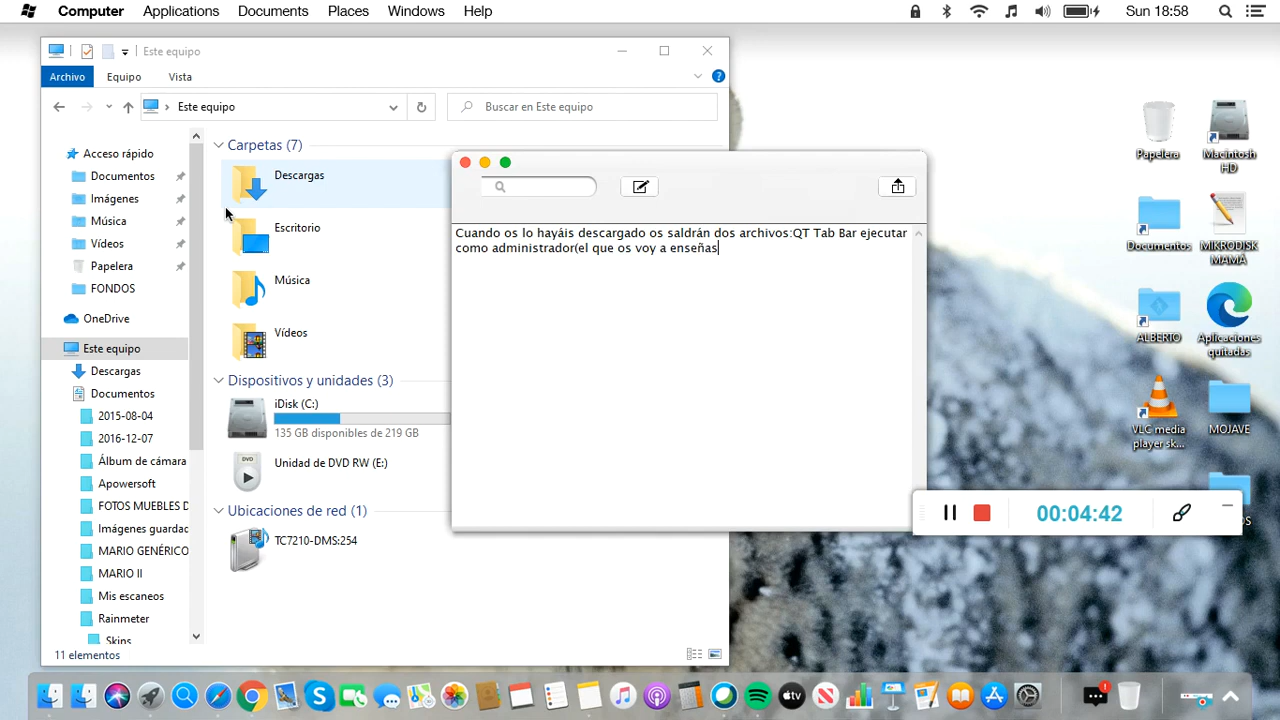 Computer Applications Documents Places Windows Help Sun 18:58
Este equipo
Archivo Equipo Vista
Este equipo Buscar en Este equipo
Acceso rápido
Documentos
Imágenes
Música
Vídeos
Papelera
FONDOS
OneDrive
Este equipo
Descargas
Documentos
2015-08-04
2016-12-07
Álbum de cámara
Apowersoft
FOTOS MUEBLES D
Imágenes guardac
MARIO GENÉRICO
MARIO II
Mis escaneos
Rainmeter
Skins
11 elementos
Carpetas (7)
Descargas
Escritorio
Música
Vídeos
Dispositivos y unidades (3)
iDisk (C:)
135 GB disponibles de 219 GB
Unidad de DVD RW (E:)
Ubicaciones de red (1)
TC7210-DMS:254
Cuando os lo hayáis descargado os saldrán dos archivos:QT Tab Bar ejecutar
como administrador(el que os voy a enseñas
Papelera
Macintosh
HD
Documentos
MIKRODISK
MAMÁ
ALBERTO
Aplicaciones
quitadas
VLC media
player sk...
MOJAVE
00:04:42